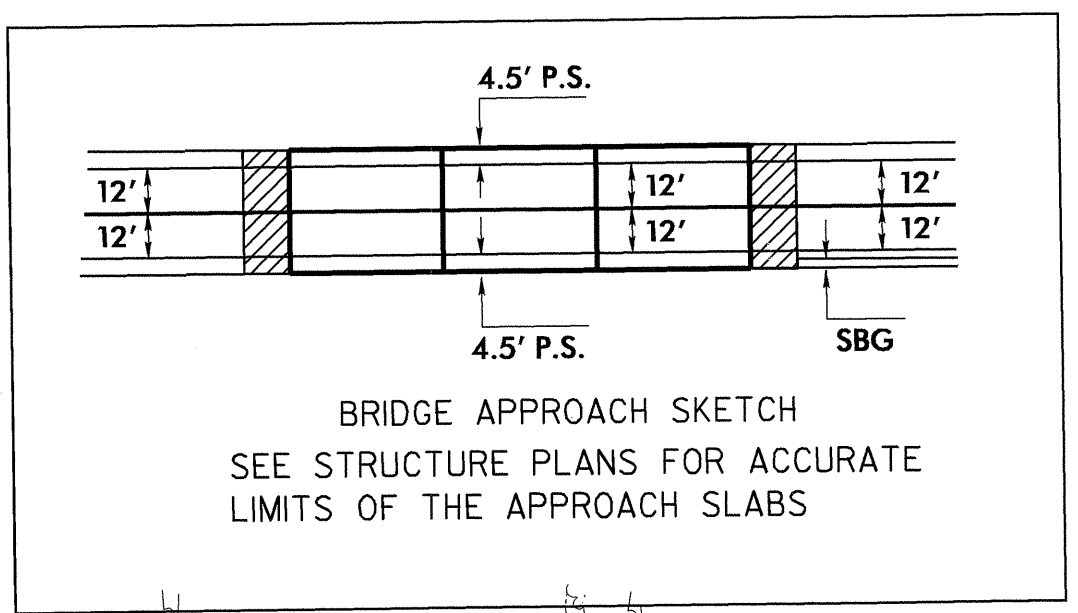 4.5' P.S.
12' 12' 12'
12' 12' 12'
4.5' P.S. SBG
BRIDGE APPROACH SKETCH
SEE STRUCTURE PLANS FOR ACCURATE
LIMITS OF THE APPROACH SLABS